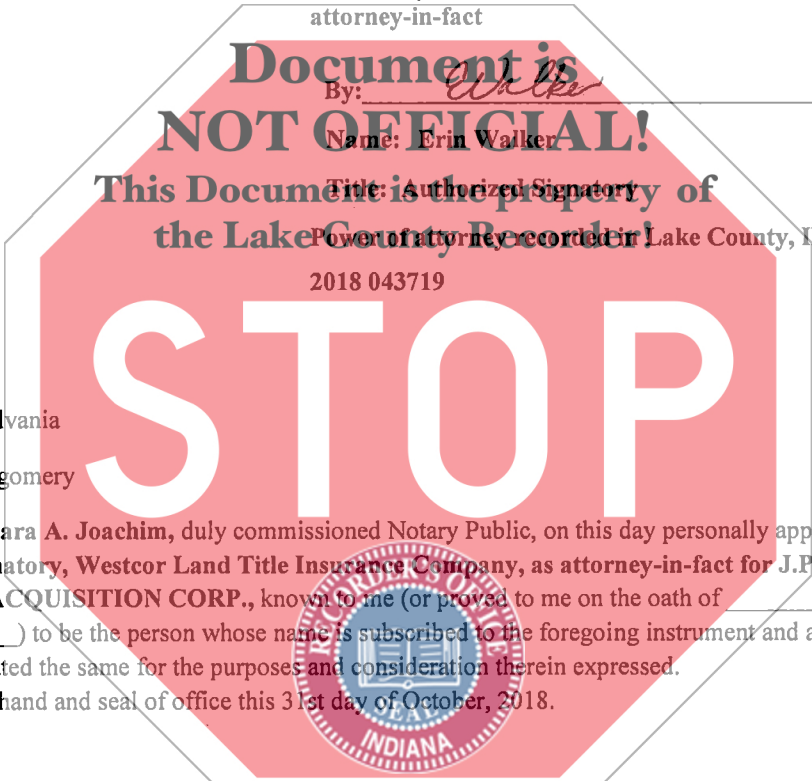 attorney-in-fact
Document is
By: Walker
NOT OFFICIAL!
Name: Erin Walker
This Document is the property of
Title: Authorized Signatory
the Lake County Recorder!
Power of attorney recorded in Lake County, I
2018 043719
STOP
lvania
gomery
ara A. Joachim, duly commissioned Notary Public, on this day personally app
atory, Westcor Land Title Insurance Company, as attorney-in-fact for J.P
ACQUISITION CORP., known to me (or proved to me on the oath of
) to be the person whose name is subscribed to the foregoing instrument and a
ted the same for the purposes and consideration therein expressed.
hand and seal of office this 31st day of October, 2018.
RECORDER'S OFFICE
SEAL
INDIANA